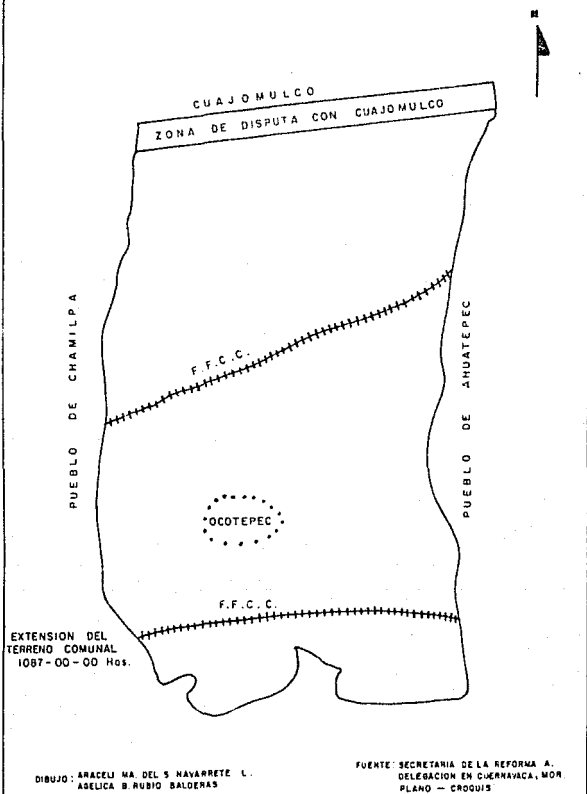 N
CUAJOMULCO
ZONA DE DISPUTA CON CUAJOMULCO
PUEBLO DE CHAMILPA
PUEBLO DE AHUATEPEC
F.F.C.C.
OCOTEPEC
F.F.C.C.
EXTENSION DEL
TERRENO COMUNAL
1087-00-00 Has.
DIBUJO: ARACELI MA. DEL S NAVARRETE L.
ADELICA B. RUBIO BALDERAS
FUENTE: SECRETARIA DE LA REFORMA A.
DELEGACION EN CUERNAVACA, MOR
PLANO — CROQUIS